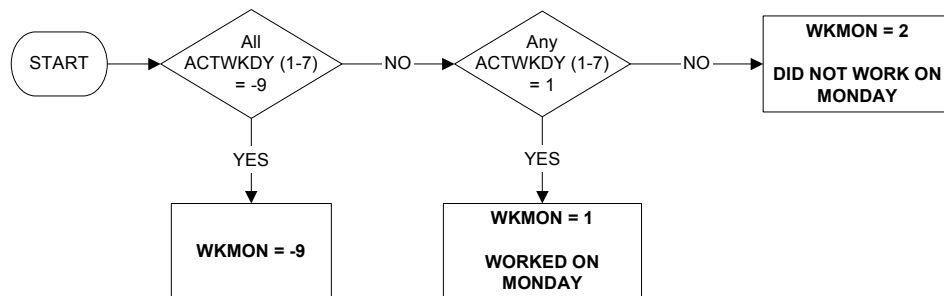 START
All
ACTWKDY (1-7)
= -9
NO
Any
ACTWKDY (1-7)
= 1
NO
WKMON = 2
DID NOT WORK ON
MONDAY
YES
YES
WKMON = -9
WKMON = 1
WORKED ON
MONDAY